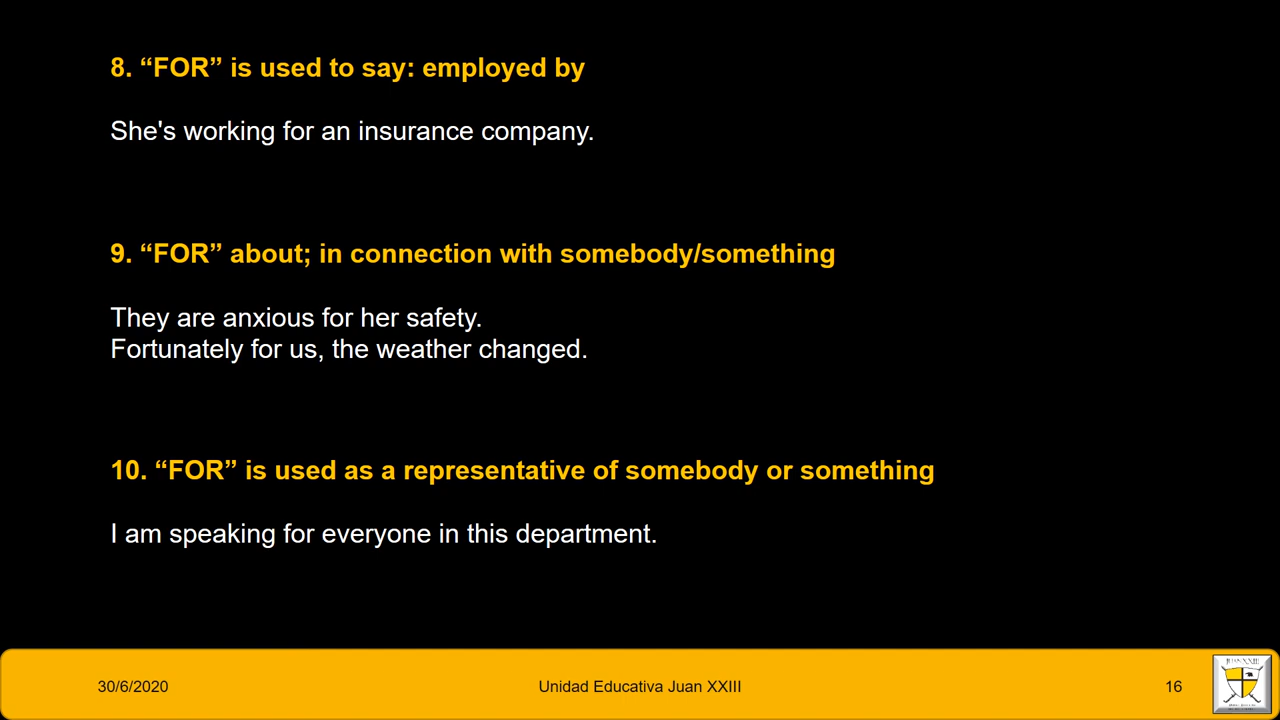 8. “FOR” is used to say: employed by
She's working for an insurance company.
9. “FOR” about; in connection with somebody/something
They are anxious for her safety.
Fortunately for us, the weather changed.
10. “FOR” is used as a representative of somebody or something
I am speaking for everyone in this department.
30/6/2020
Unidad Educativa Juan XXIII
16
JUAN XXIII